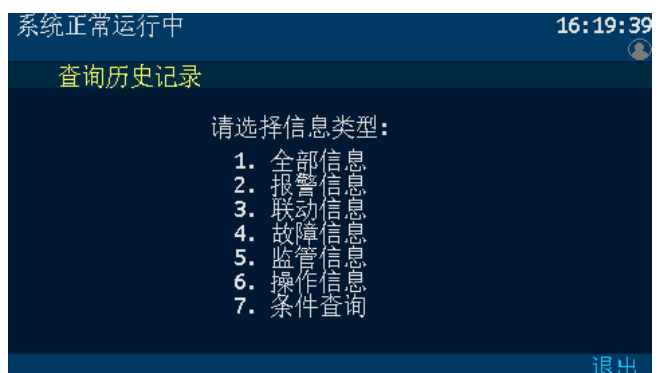 系统正常运行中 16:19:39
查询历史记录
请选择信息类型:
1. 全部信息
2. 报警信息
3. 联动信息
4. 故障信息
5. 监管信息
6. 操作信息
7. 条件查询
退出